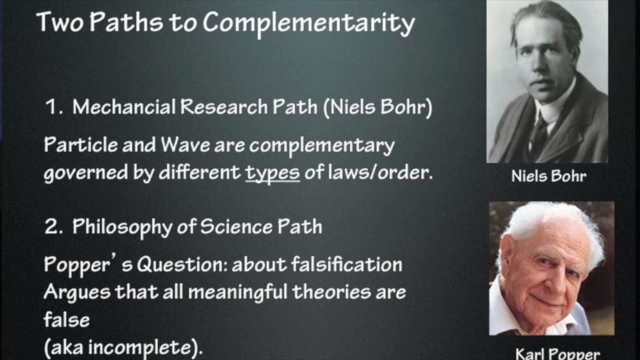 Two Paths to Complementarity
1. Mechancial Research Path (Niels Bohr)
Particle and Wave are complementary
governed by different types of laws/order.
Niels Bohr
2. Philosophy of Science Path
Popper's Question: about falsification
Argues that all meaningful theories are
false
(aka incomplete).
Karl Popper